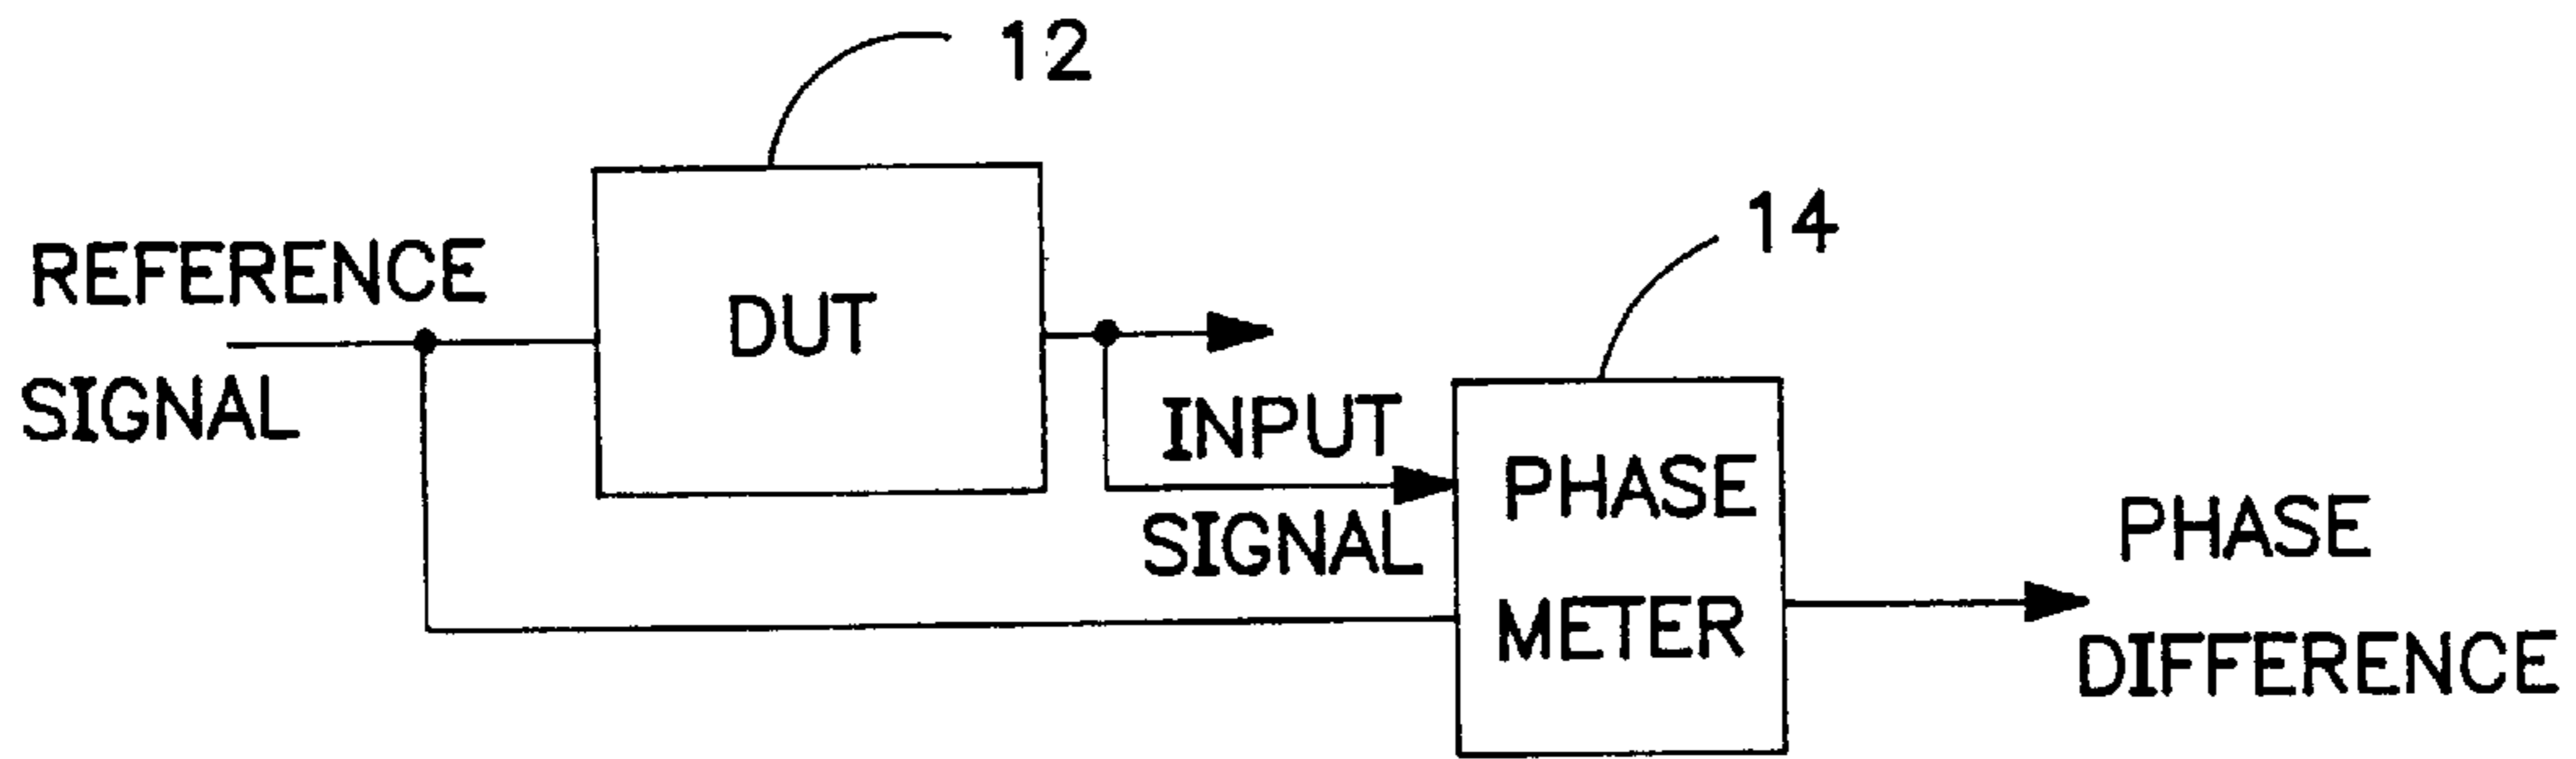 12
14
REFERENCE
SIGNAL
DUT
INPUT
SIGNAL
PHASE
METER
PHASE
DIFFERENCE